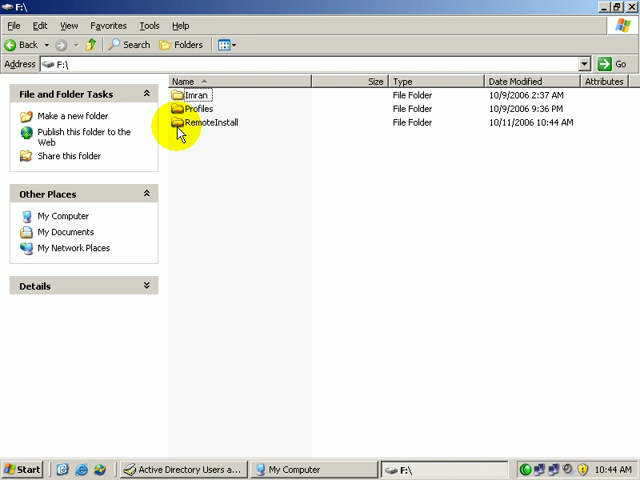 F:\
File Edit View Favorites Tools Help
Back Search Folders
Address F:\ Go
Name Size Type Date Modified Attributes
File and Folder Tasks
Make a new folder
Publish this folder to the
Web
Share this folder
Other Places
My Computer
My Documents
My Network Places
Details
Imran File Folder 10/9/2006 2:37 AM
Profiles File Folder 10/9/2006 9:36 PM
RemoteInstall File Folder 10/11/2006 10:44 AM
Start Active Directory Users a... My Computer F:\ 10:44 AM